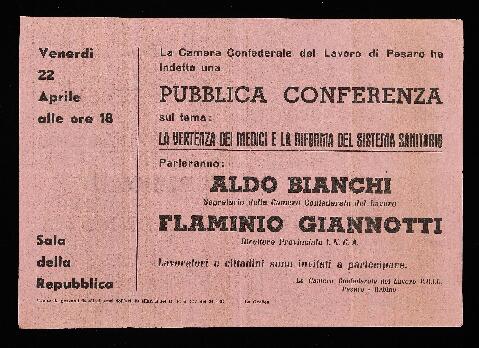 Venerdì
22
Aprile
alle ore 18
Sala
della
Repubblica
La Camera Confederale del Lavoro di Pesaro ha
indetto una
PUBBLICA CONFERENZA
sul tema:
LA VERTENZA DEI MEDICI E LA RIFORMA DEL SISTEMA SANITARIO
Parleranno:
ALDO BIANCHI
Segretario della Camera Confederale del Lavoro
FLAMINIO GIANNOTTI
Direttore Provinciale I. N. C. A.
Lavoratori e cittadini sono invitati a partecipare.
La Camera Confederale del Lavoro
Pesaro - Urbino